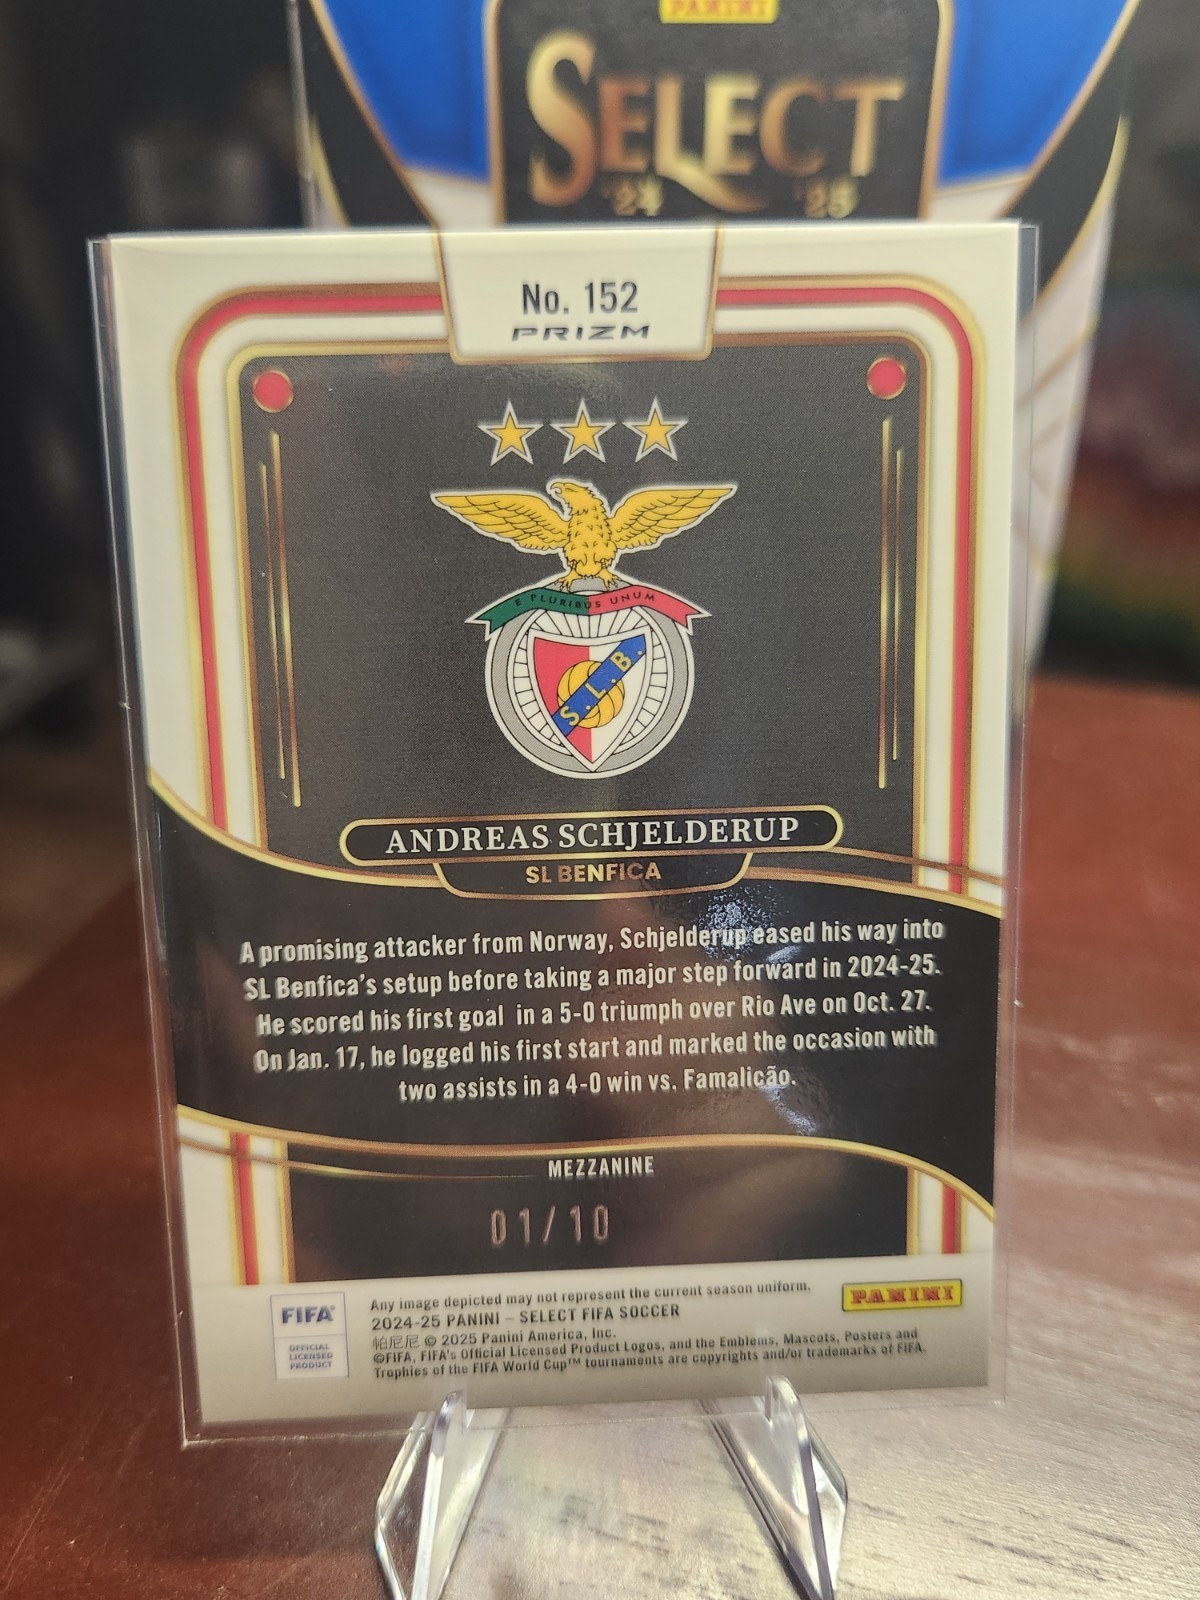 PANINI
SELECT
'24 '25
No. 152
PRIZM
E PLURIBUS UNUM
S.L.B.
ANDREAS SCHJELDERUP
SL BENFICA
A promising attacker from Norway, Schjelderup eased his way into
SL Benfica's setup before taking a major step forward in 2024-25.
He scored his first goal in a 5-0 triumph over Rio Ave on Oct. 27.
On Jan. 17, he logged his first start and marked the occasion with
two assists in a 4-0 win vs. Famalicão.
MEZZANINE
01/10
FIFA®
OFFICIAL
LICENSED
PRODUCT
Any image depicted may not represent the current season uniform.
2024-25 PANINI – SELECT FIFA SOCCER
帕尼尼 © 2025 Panini America, Inc.
©FIFA, FIFA's Official Licensed Product Logos, and the Emblems, Mascots, Posters and
Trophies of the FIFA World Cup™ tournaments are copyrights and/or trademarks of FIFA.
PANINI